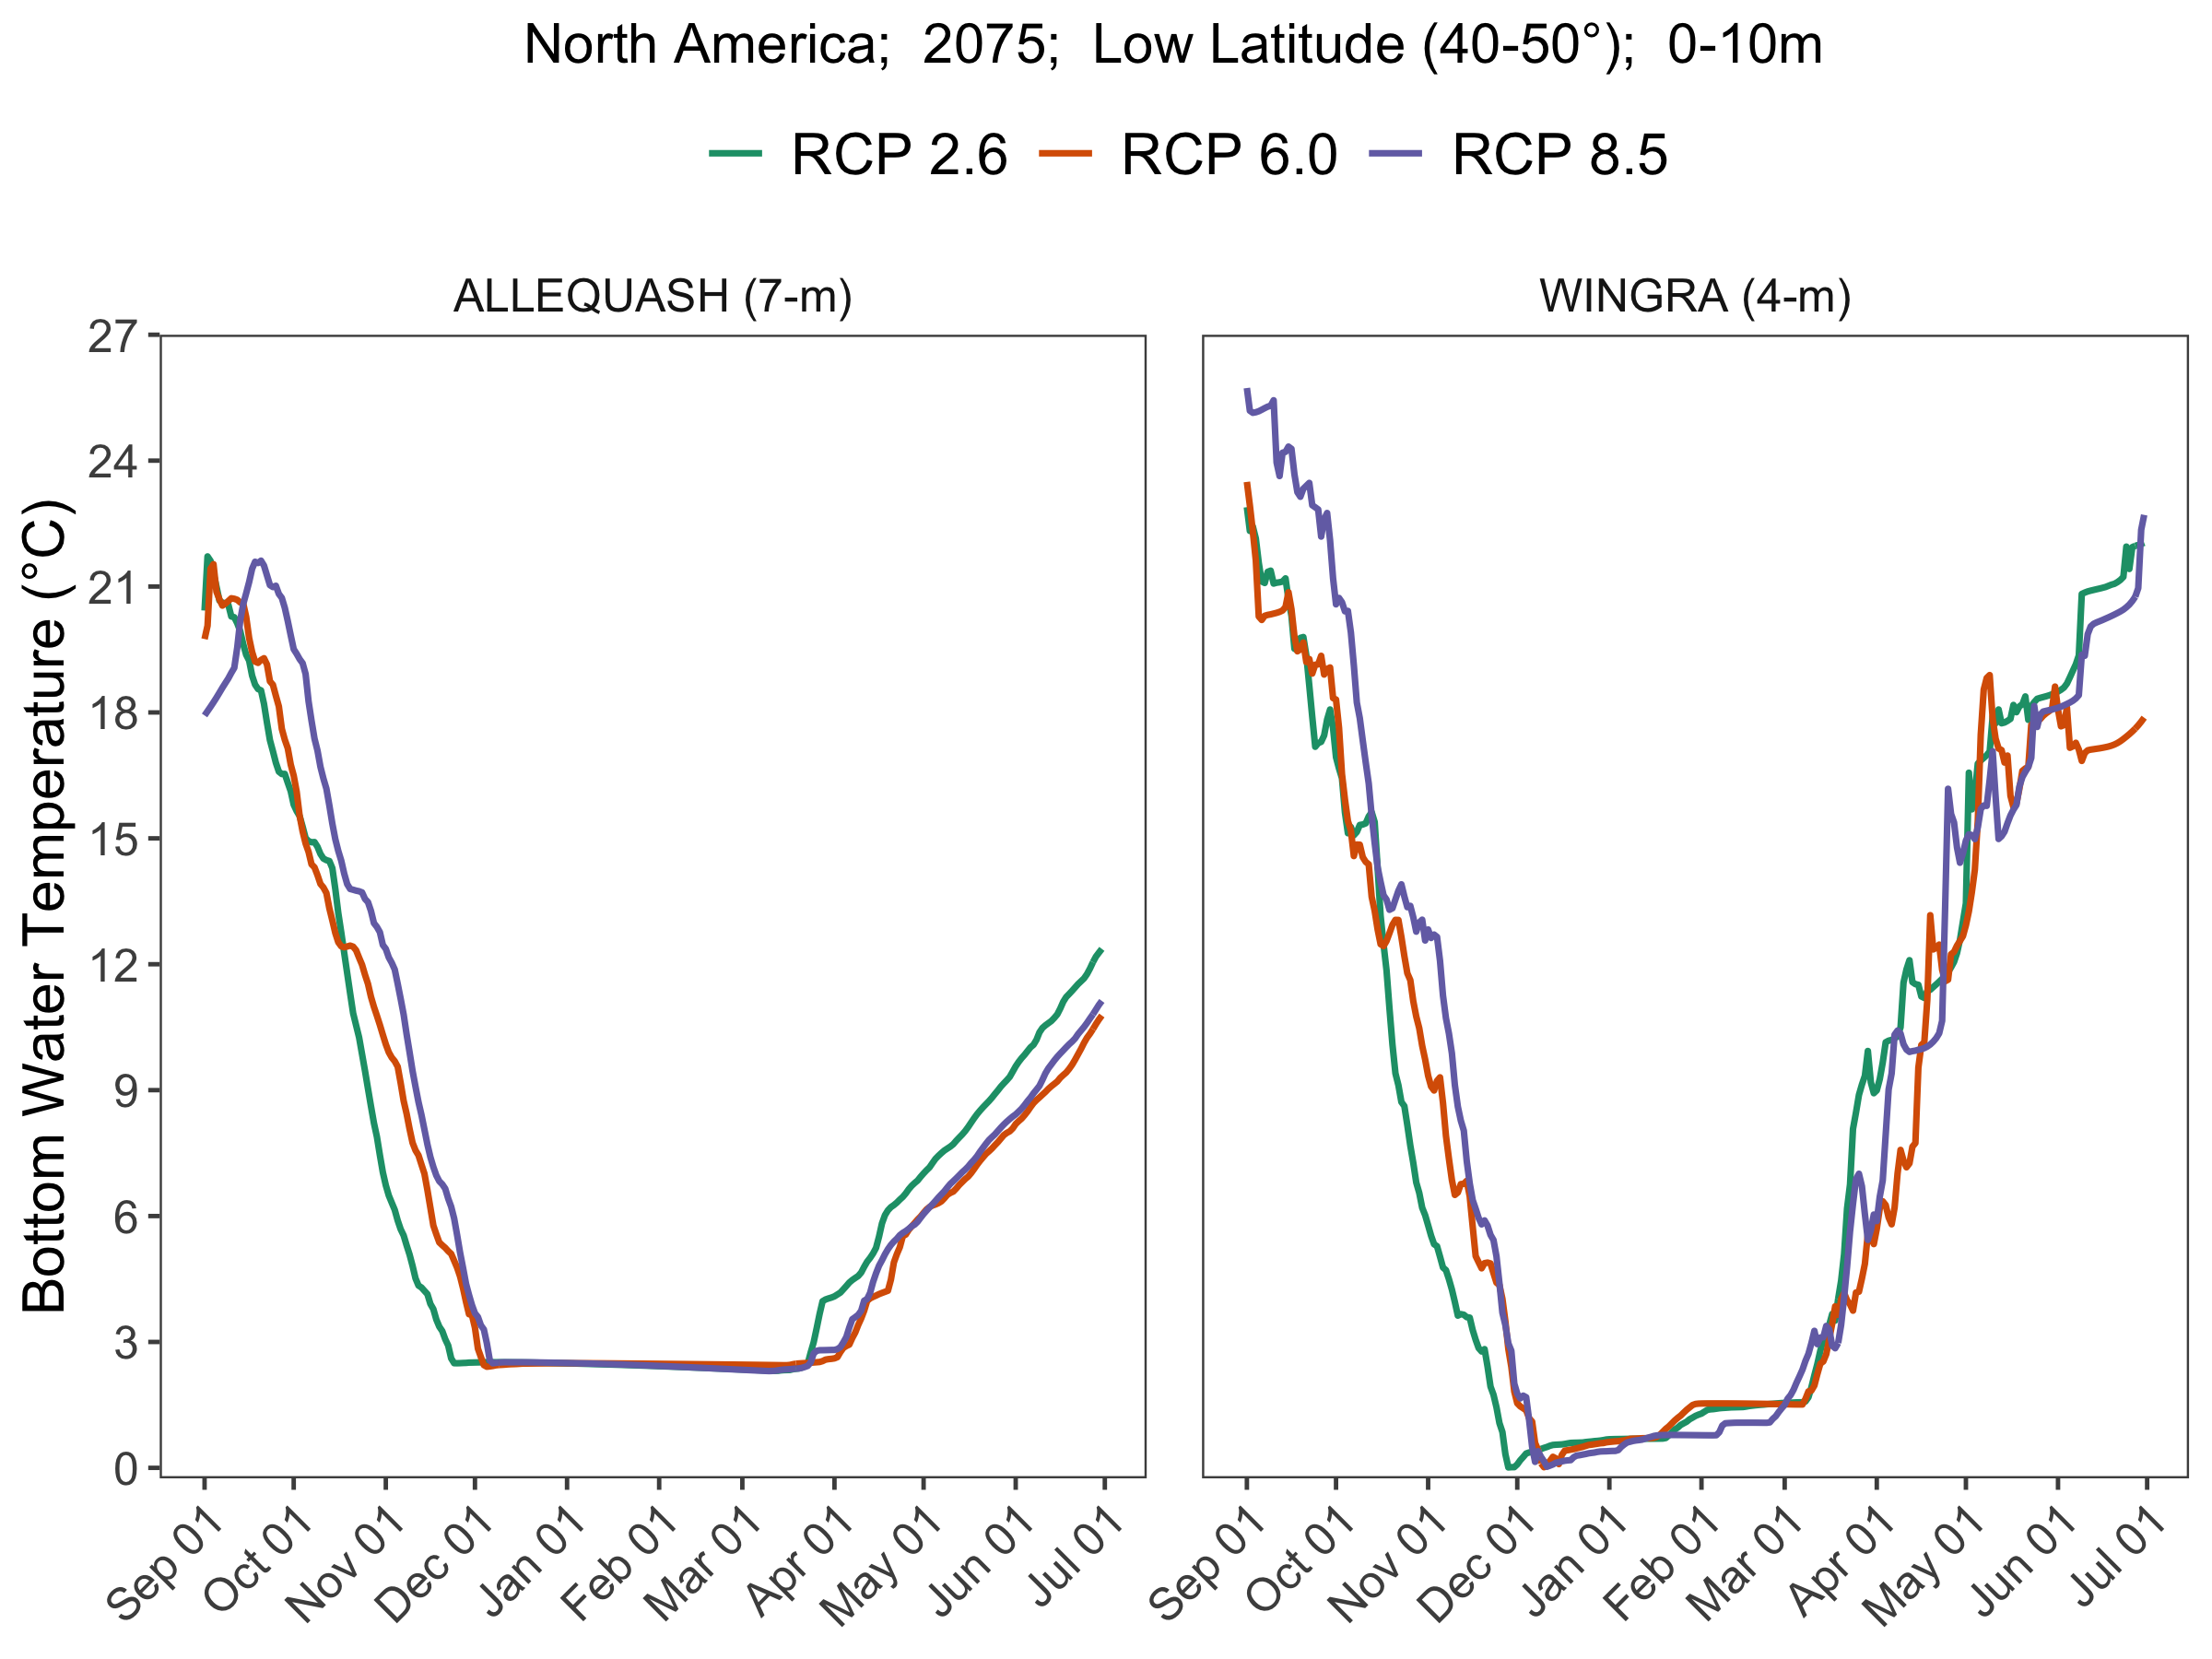 North America; 2075; Low Latitude (40-50°); 0-10m
RCP 2.6 RCP 6.0 RCP 8.5
ALLEQUASH (7-m) WINGRA (4-m)
Bottom Water Temperature (°C)
27
24
21
18
15
12
9
6
3
0
Sep 01 Oct 01 Nov 01 Dec 01 Jan 01 Feb 01 Mar 01 Apr 01 May 01 Jun 01 Jul 01
Sep 01 Oct 01 Nov 01 Dec 01 Jan 01 Feb 01 Mar 01 Apr 01 May 01 Jun 01 Jul 01